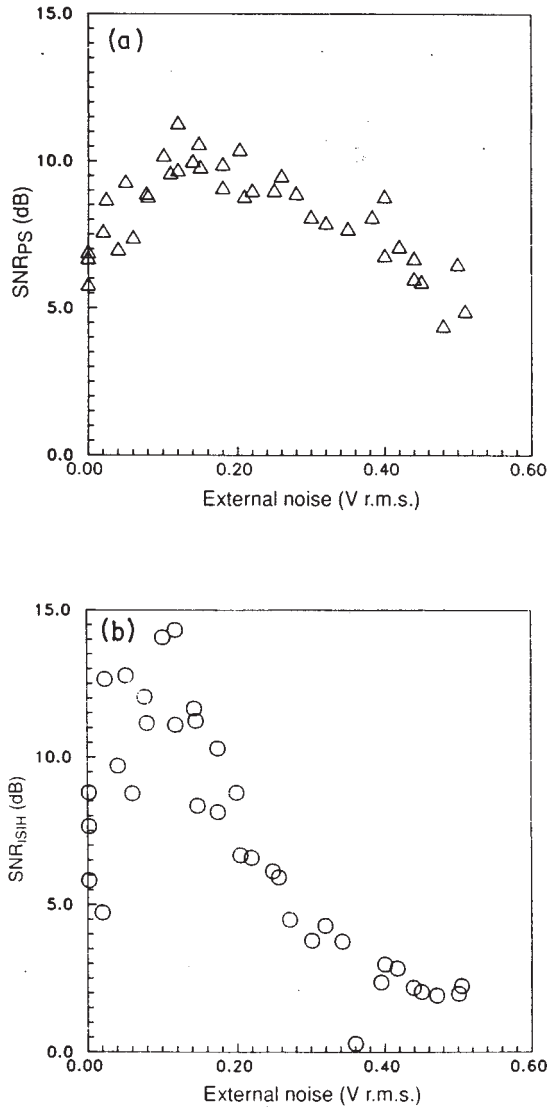 15.0
(a)
10.0
SNRPS (dB)
5.0
0.0
0.00 0.20 0.40 0.60
External noise (V r.m.s.)
15.0
(b)
10.0
SNRISIH (dB)
5.0
0.0
0.00 0.20 0.40 0.60
External noise (V r.m.s.)